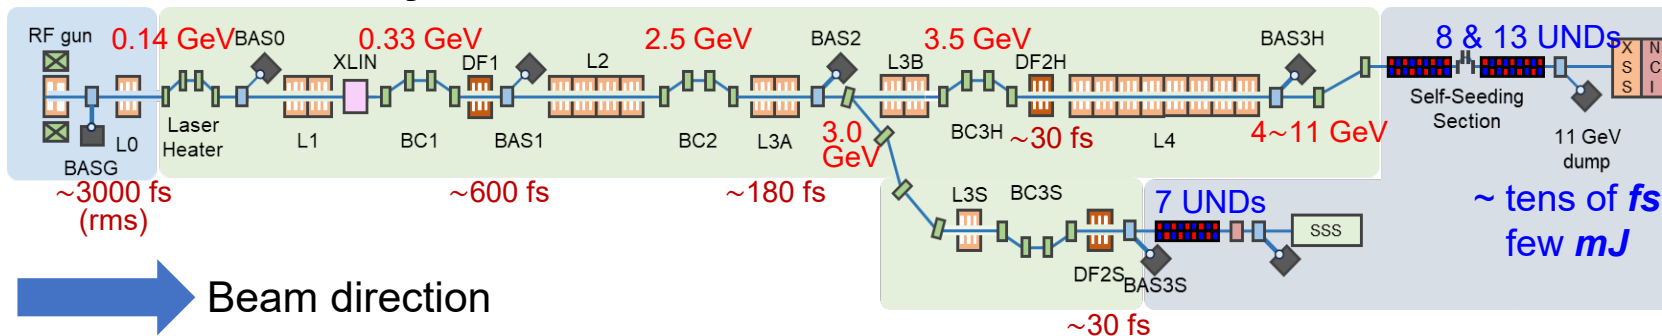 RF gun
0.14 GeV
BAS0
0.33 GeV
2.5 GeV
BAS2
3.5 GeV
BAS3H
8 & 13 UNDs
XLIN
DF1
L2
L3B
DF2H
X
S
S
N
C
I
Laser
Heater
L0
BASG
L1
BC1
BAS1
BC2
L3A
3.0
GeV
BC3H
~30 fs
L4
4~11 GeV
Self-Seeding
Section
11 GeV
dump
~3000 fs
(rms)
~600 fs
~180 fs
L3S
BC3S
7 UNDs
SSS
~ tens of fs
few mJ
DF2S
BAS3S
Beam direction
~30 fs